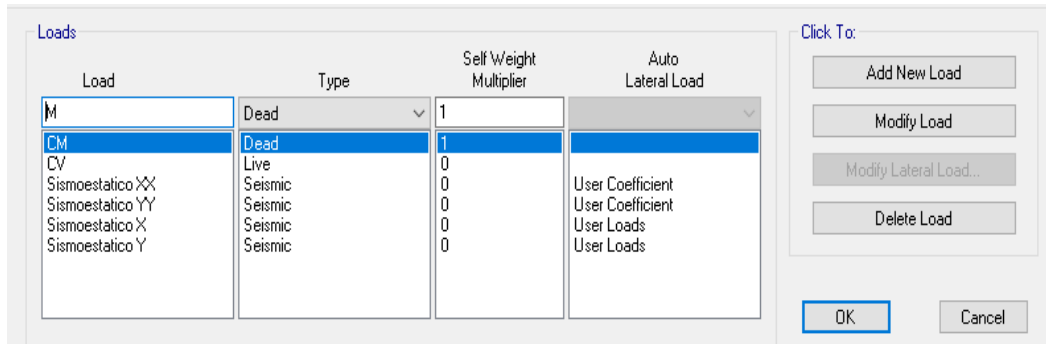 Loads
Click To:
Load Type Self Weight Multiplier Auto Lateral Load
M Dead 1
CM Dead 1
CV Live 0
Sismoestatico XX Seismic 0 User Coefficient
Sismoestatico YY Seismic 0 User Coefficient
Sismoestatico X Seismic 0 User Loads
Sismoestatico Y Seismic 0 User Loads
Add New Load
Modify Load
Modify Lateral Load...
Delete Load
OK Cancel